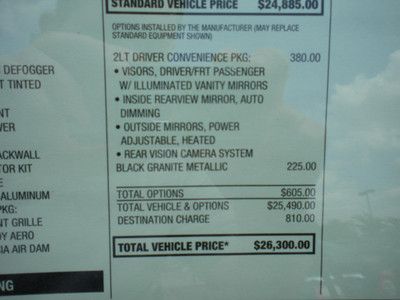 STANDARD VEHICLE PRICE $24,885.00
OPTIONS INSTALLED BY THE MANUFACTURER (MAY REPLACE
STANDARD EQUIPMENT SHOWN)
2LT DRIVER CONVENIENCE PKG: 380.00
• VISORS, DRIVER/FRT PASSENGER
W/ ILLUMINATED VANITY MIRRORS
• INSIDE REARVIEW MIRROR, AUTO
DIMMING
• OUTSIDE MIRRORS, POWER
ADJUSTABLE, HEATED
• REAR VISION CAMERA SYSTEM
BLACK GRANITE METALLIC 225.00
TOTAL OPTIONS $605.00
TOTAL VEHICLE & OPTIONS $25,490.00
DESTINATION CHARGE 810.00
TOTAL VEHICLE PRICE* $26,300.00
DEFOGGER
T TINTED
NT
VER
ACKWALL
TOR KIT
E
ALUMINUM
PKG:
NT GRILLE
DY AERO
IA AIR DAM
NG